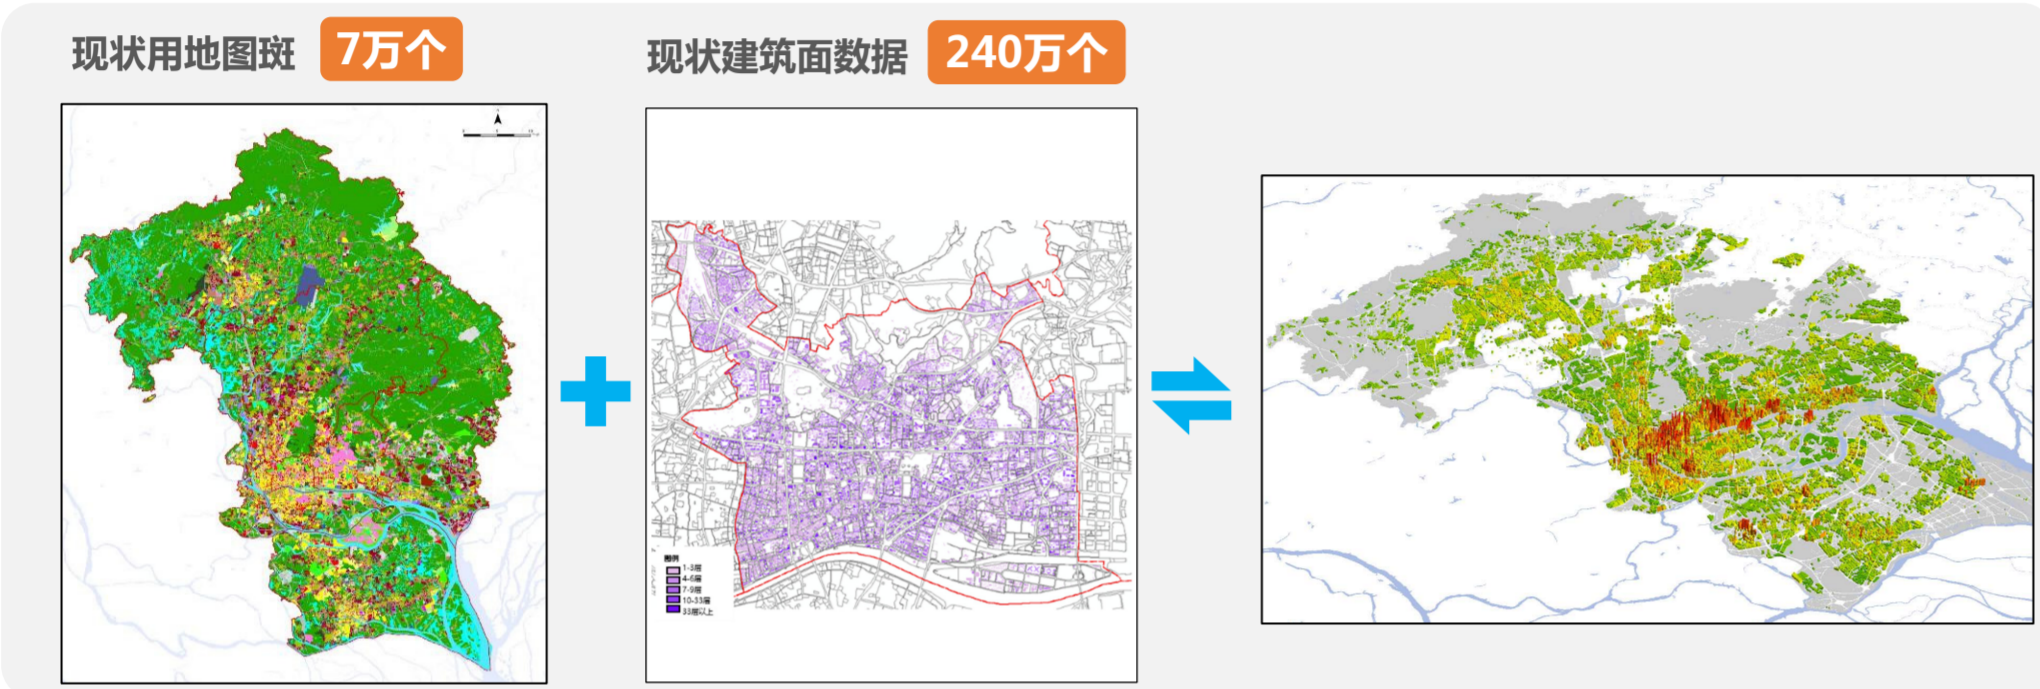 现状用地图斑 7万个
现状建筑面数据 240万个
图例
1-3层
4-6层
7-9层
10-33层
33层以上